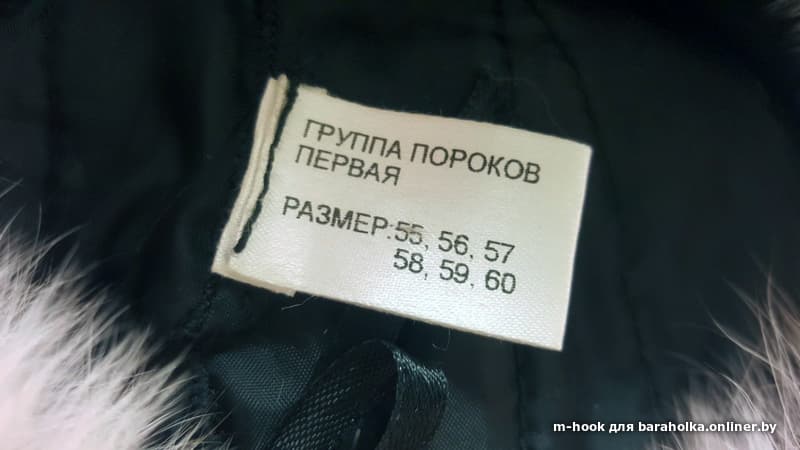 ГРУППА ПОРОКОВ
ПЕРВАЯ
РАЗМЕР:55, 56, 57
58, 59, 60
m-hook для baraholka.onliner.by